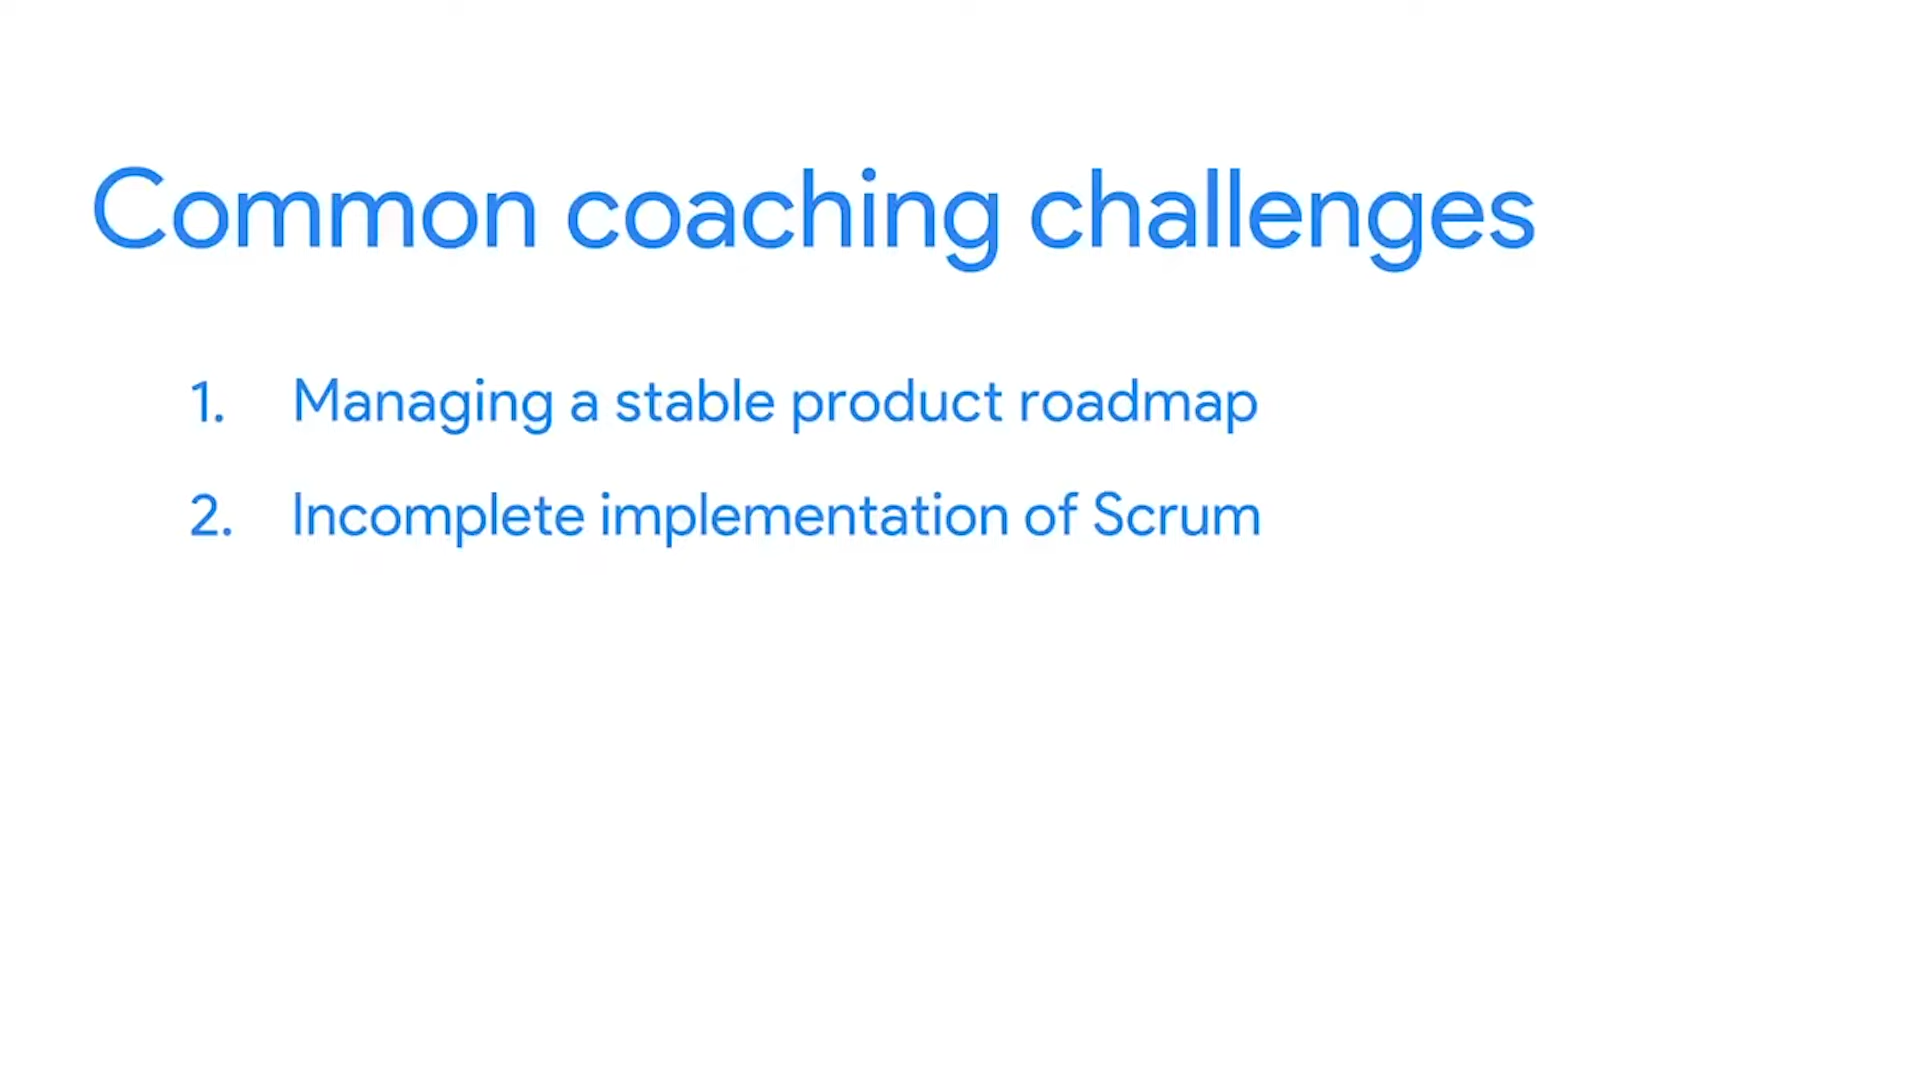 Common coaching challenges
1. Managing a stable product roadmap
2. Incomplete implementation of Scrum